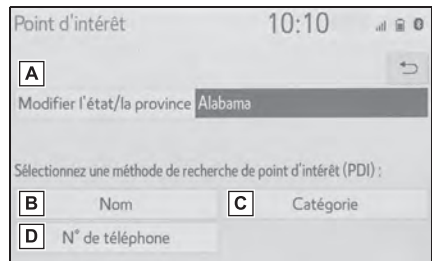 Point d'intérêt 10:10
A
Modifier l'état/la province Alabama
Sélectionnez une méthode de recherche de point d'intérêt (PDI) :
B Nom C Catégorie
D N° de téléphone